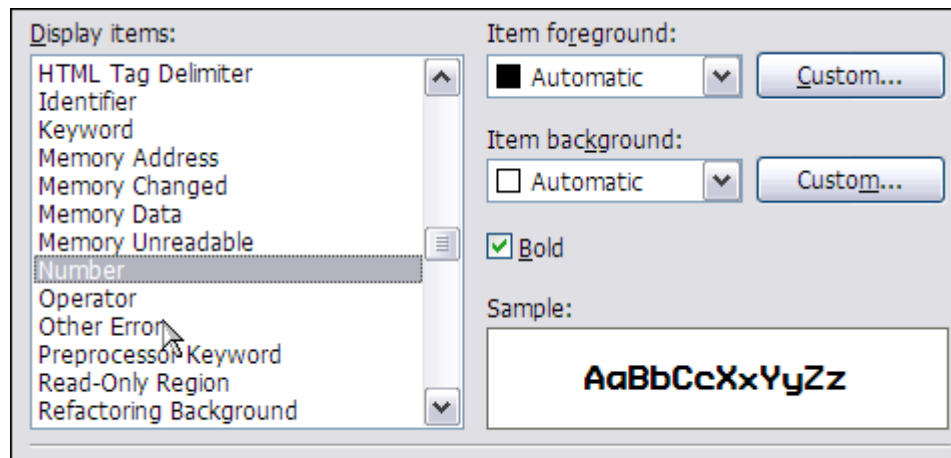 Display items:
HTML Tag Delimiter
Identifier
Keyword
Memory Address
Memory Changed
Memory Data
Memory Unreadable
Number
Operator
Other Error
Preprocessor Keyword
Read-Only Region
Refactoring Background
Item foreground:
Automatic
Custom...
Item background:
Automatic
Custom...
Bold
Sample:
AaBbCcXxYyZz